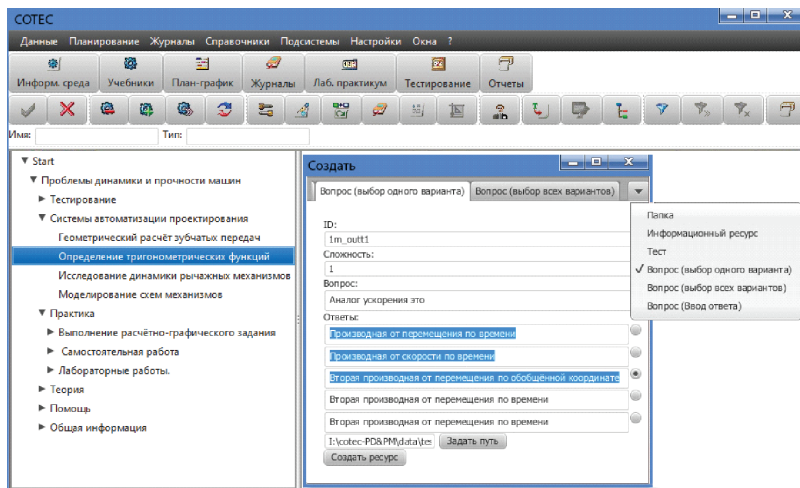 COTEC
Данные Планирование Журналы Справочники Подсистемы Настройки Окна ?
Информ. среда Учебники План-график Журналы Лаб. практикум Тестирование Отчеты
Имя: Тип:
Start
Проблемы динамики и прочности машин
Тестирование
Системы автоматизации проектирования
Геометрический расчёт зубчатых передач
Определение тригонометрических функций
Исследование динамики рычажных механизмов
Моделирование схем механизмов
Практика
Выполнение расчётно-графического задания
Самостоятельная работа
Лабораторные работы.
Теория
Помощь
Общая информация
Создать
Вопрос (выбор одного варианта) Вопрос (выбор всех вариантов)
ID:
1m_outt1
Сложность:
1
Вопрос:
Аналог ускорения это
Ответы:
Производная от перемещения по времени
Производная от скорости по времени
Вторая производная от перемещения по обобщённой координате
Вторая производная от перемещения по времени
Вторая производная от перемещения по времени
I:\cotec-PD&PM\data\tes Задать путь
Создать ресурс
Папка
Информационный ресурс
Тест
✓ Вопрос (выбор одного варианта)
Вопрос (выбор всех вариантов)
Вопрос (Ввод ответа)